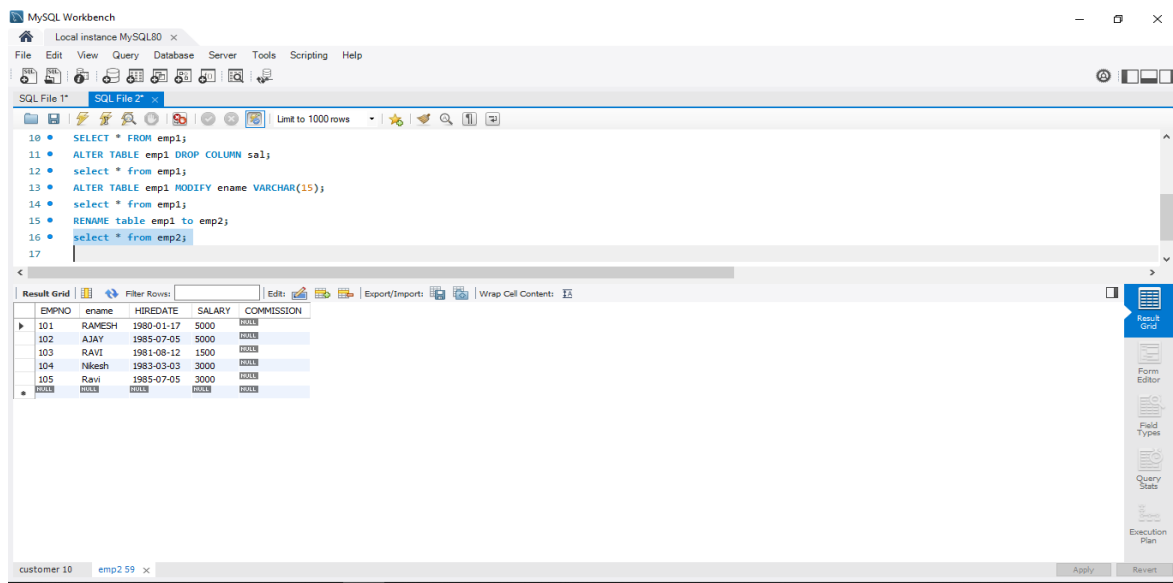 MySQL Workbench
Local instance MySQL80 ×
File Edit View Query Database Server Tools Scripting Help
SQL File 1* SQL File 2* ×
Limit to 1000 rows
10 SELECT * FROM emp1;
11 ALTER TABLE emp1 DROP COLUMN sal;
12 select * from emp1;
13 ALTER TABLE emp1 MODIFY ename VARCHAR(15);
14 select * from emp1;
15 RENAME table emp1 to emp2;
16 select * from emp2;
17
Result Grid Filter Rows: Edit: Export/Import: Wrap Cell Content:
EMPNO ename HIREDATE SALARY COMMISSION
101 RAMESH 1980-01-17 5000 NULL
102 AJAY 1985-07-05 5000 NULL
103 RAVI 1981-08-12 1500 NULL
104 Nikesh 1983-03-03 3000 NULL
105 Ravi 1985-07-05 3000 NULL
NULL NULL NULL NULL NULL
Result
Grid
Form
Editor
Field
Types
Query
Stats
Execution
Plan
customer 10 emp2 59 × Apply Revert